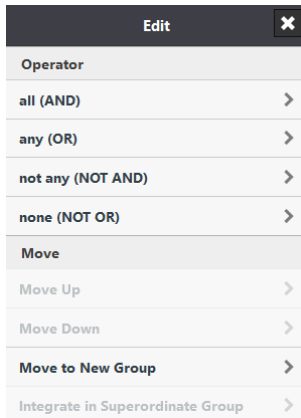 Edit
Operator
all (AND)
any (OR)
not any (NOT AND)
none (NOT OR)
Move
Move Up
Move Down
Move to New Group
Integrate in Superordinate Group